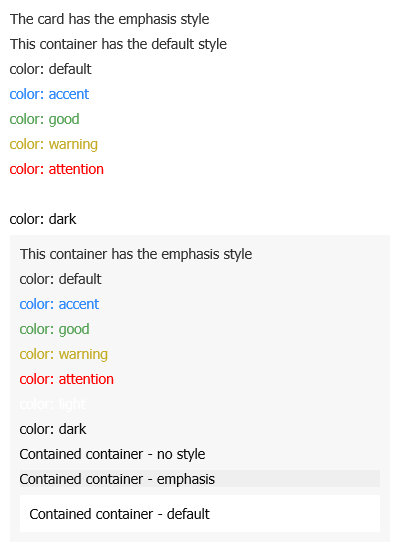 The card has the emphasis style
This container has the default style
color: default
color: accent
color: good
color: warning
color: attention
color: dark
This container has the emphasis style
color: default
color: accent
color: good
color: warning
color: attention
color: light
color: dark
Contained container - no style
Contained container - emphasis
Contained container - default